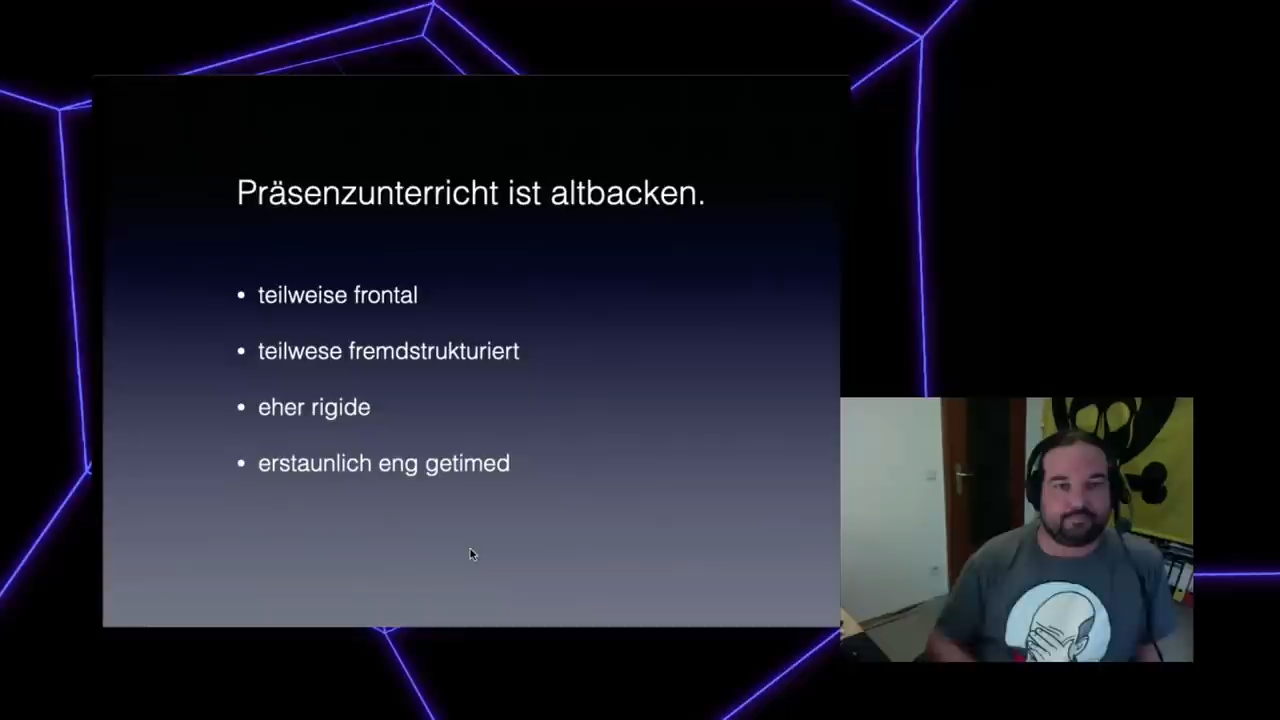 Präsenzunterricht ist altbacken.
• teilweise frontal
• teilwese fremdstrukturiert
• eher rigide
• erstaunlich eng getimed